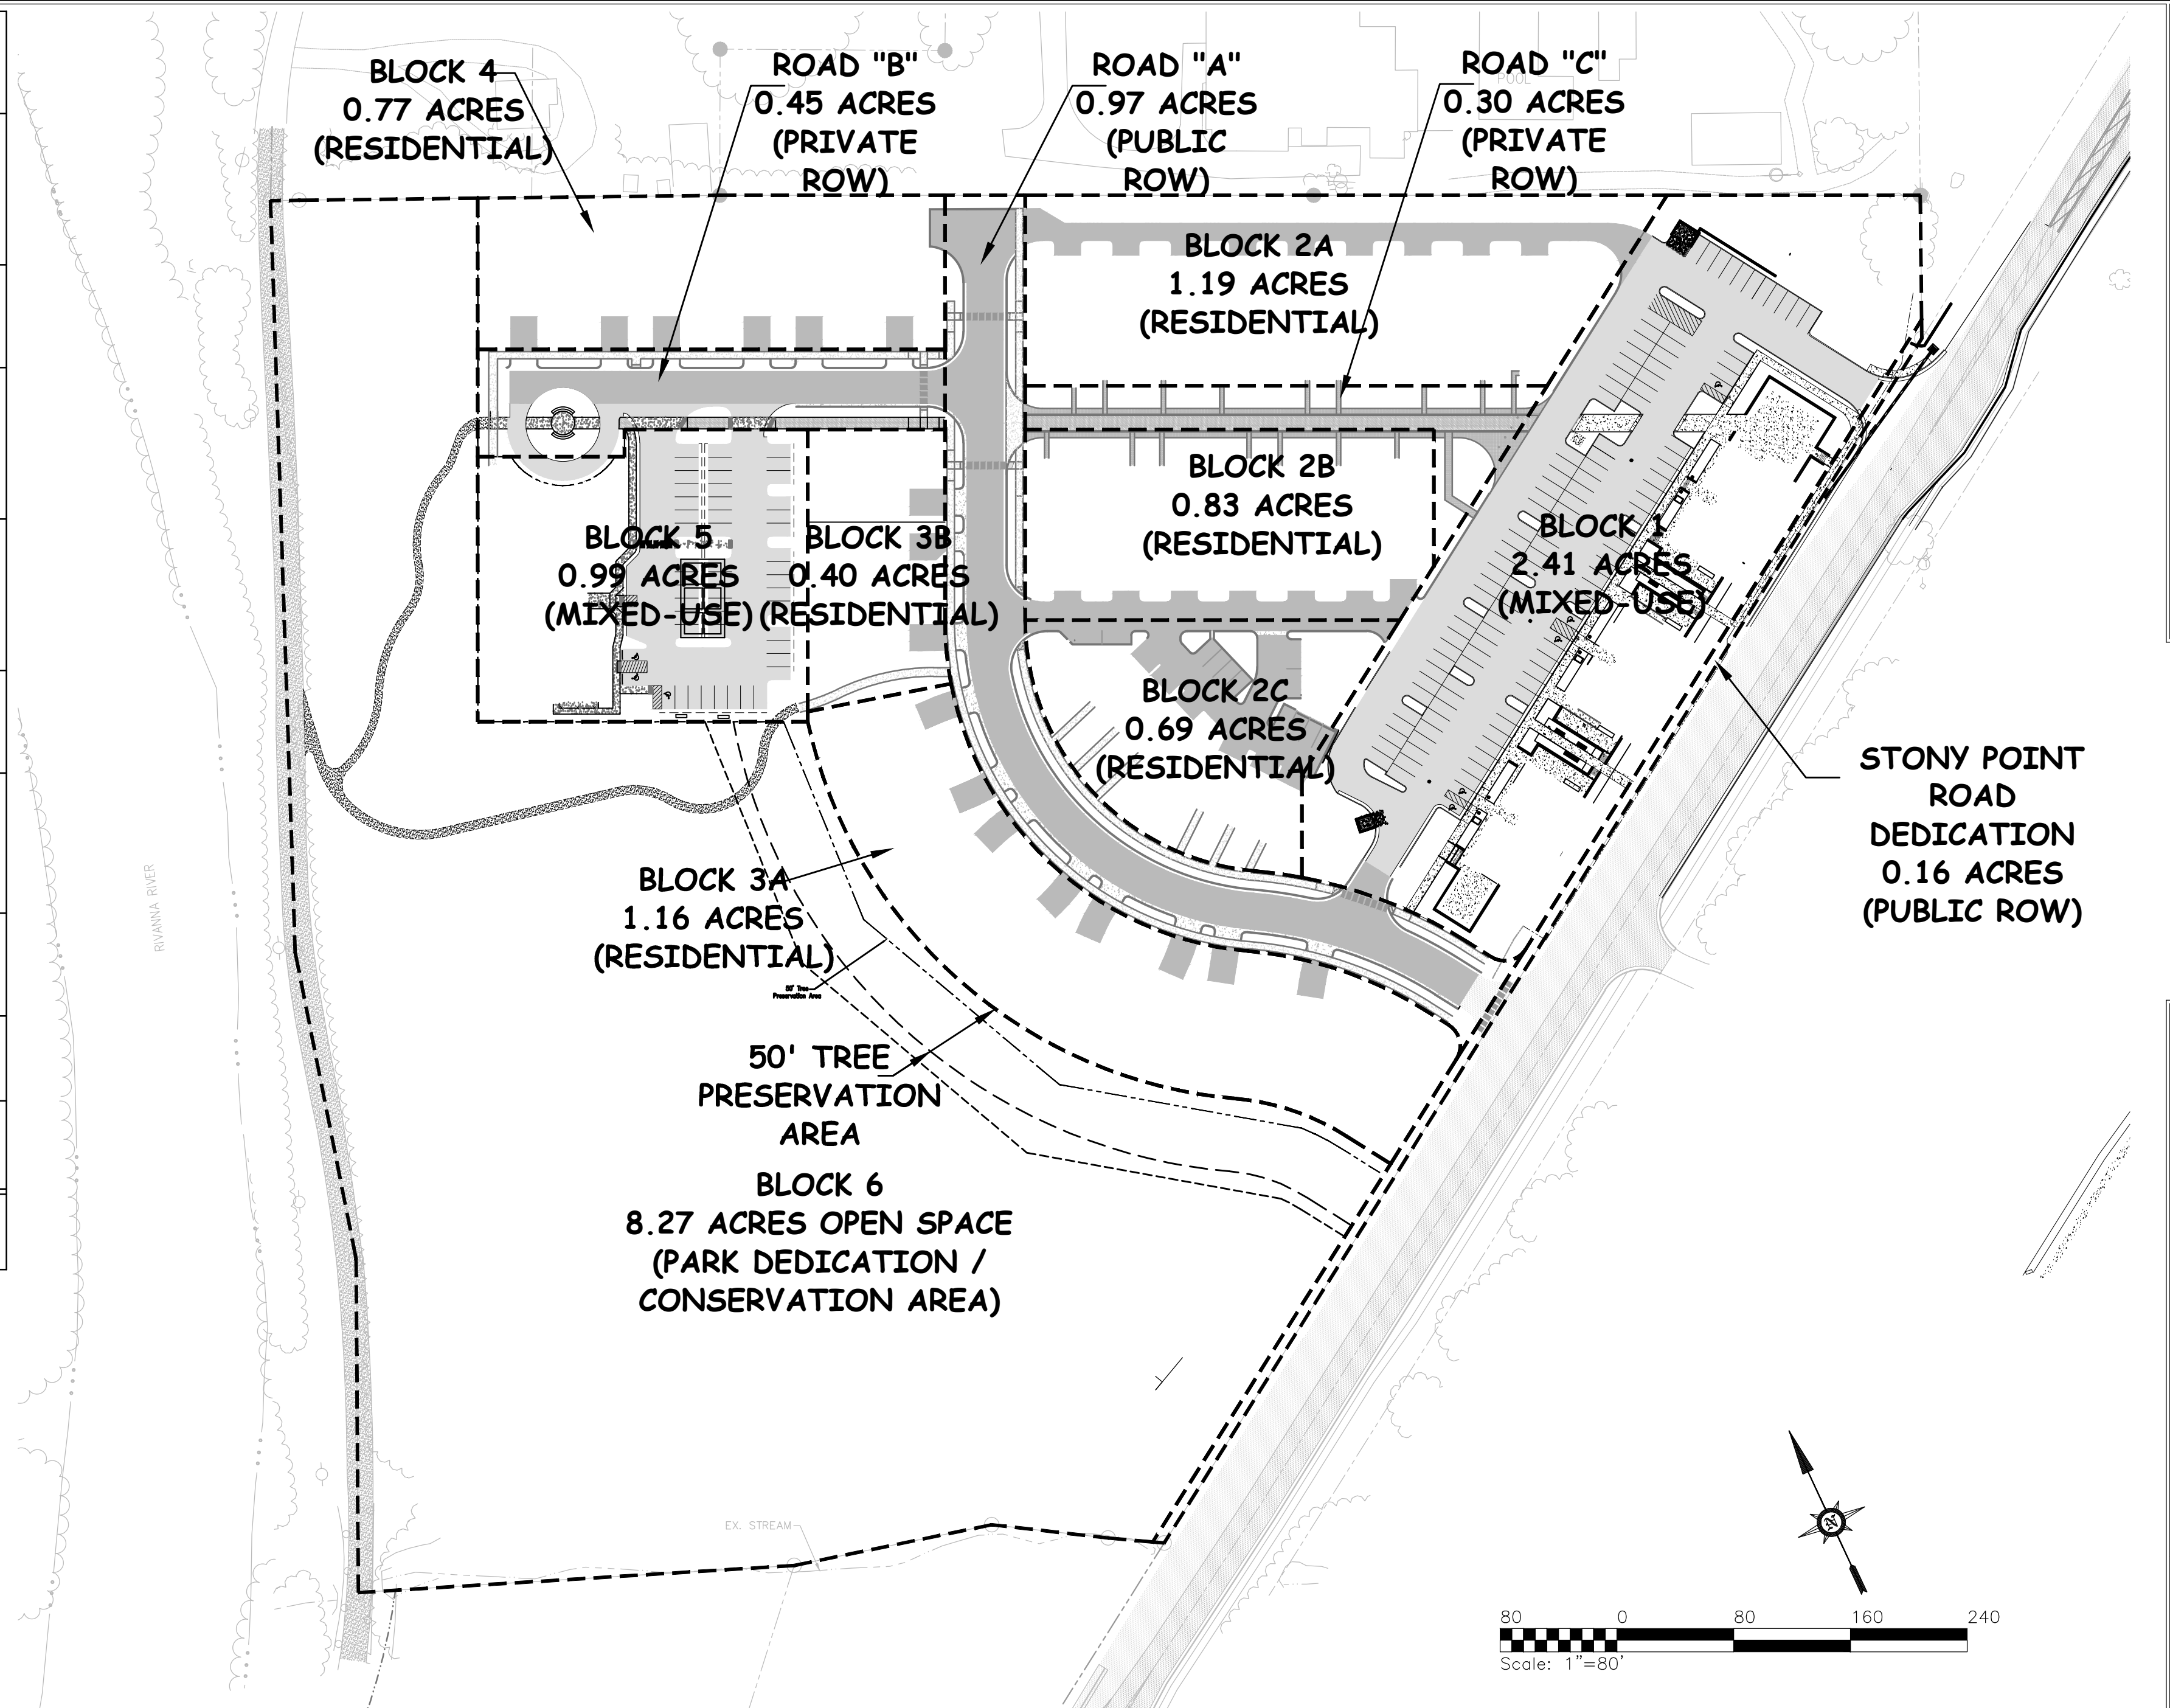 BLOCK 4
0.77 ACRES
(RESIDENTIAL)
ROAD "B"
0.45 ACRES
(PRIVATE
ROW)
ROAD "A"
0.97 ACRES
(PUBLIC
ROW)
ROAD "C"
0.30 ACRES
(PRIVATE
ROW)
POOL
BLOCK 2A
1.19 ACRES
(RESIDENTIAL)
BLOCK 2B
0.83 ACRES
(RESIDENTIAL)
BLOCK 5
0.99 ACRES
(MIXED-USE)
BLOCK 3B
0.40 ACRES
(RESIDENTIAL)
BLOCK 1
2.41 ACRES
(MIXED-USE)
BLOCK 2C
0.69 ACRES
(RESIDENTIAL)
STONY POINT
ROAD
DEDICATION
0.16 ACRES
(PUBLIC ROW)
RIVANNA RIVER
BLOCK 3A
1.16 ACRES
(RESIDENTIAL)
50' Tree
Preservation Area
50' TREE
PRESERVATION
AREA
BLOCK 6
8.27 ACRES OPEN SPACE
(PARK DEDICATION /
CONSERVATION AREA)
EX. STREAM
N
80 0 80 160 240
Scale: 1"=80'